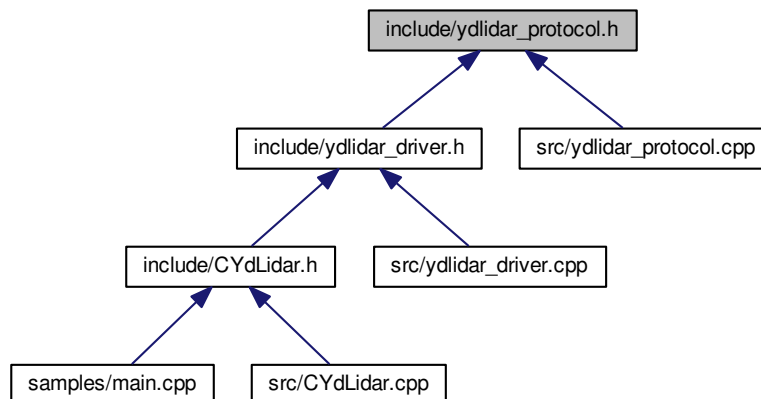 include/ydlidar_protocol.h
include/ydlidar_driver.h
src/ydlidar_protocol.cpp
include/CYdLidar.h
src/ydlidar_driver.cpp
samples/main.cpp
src/CYdLidar.cpp